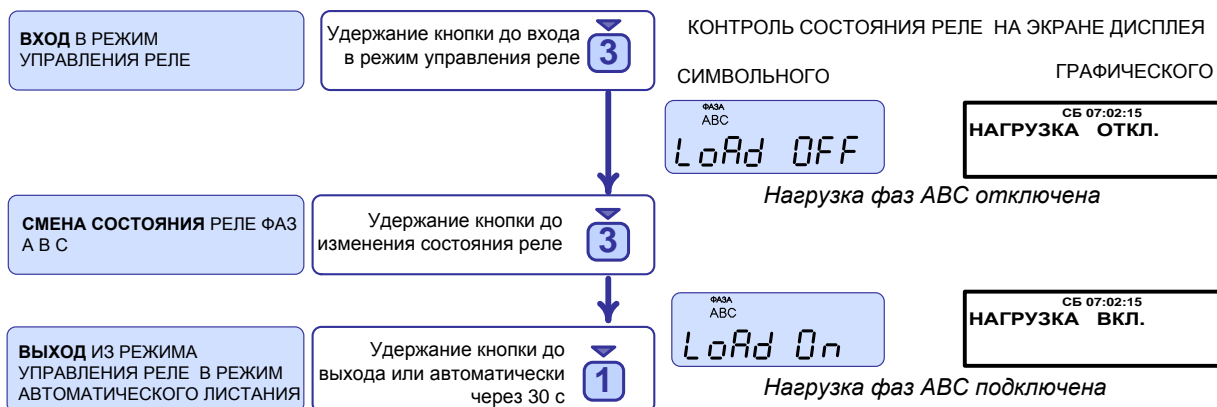 ВХОД В РЕЖИМ
УПРАВЛЕНИЯ РЕЛЕ
Удержание кнопки до входа
в режим управления реле
3
КОНТРОЛЬ СОСТОЯНИЯ РЕЛЕ НА ЭКРАНЕ ДИСПЛЕЯ
СИМВОЛЬНОГО
ГРАФИЧЕСКОГО
ФАЗА
ABC
LoAd OFF
СБ 07:02:15
НАГРУЗКА ОТКЛ.
Нагрузка фаз ABC отключена
СМЕНА СОСТОЯНИЯ РЕЛЕ ФАЗ
А В С
Удержание кнопки до
изменения состояния реле
3
ФАЗА
ABC
LoAd On
СБ 07:02:15
НАГРУЗКА ВКЛ.
Нагрузка фаз ABC подключена
ВЫХОД ИЗ РЕЖИМА
УПРАВЛЕНИЯ РЕЛЕ В РЕЖИМ
АВТОМАТИЧЕСКОГО ЛИСТАНИЯ
Удержание кнопки до
выхода или автоматически
через 30 с
1